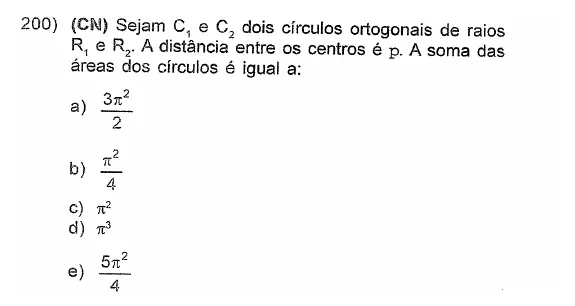 200) (CN) Sejam C₁ e C₂ dois círculos ortogonais de raios
R₁ e R₂. A distância entre os centros é p. A soma das
áreas dos círculos é igual a:
a) 3π²/2
b) π²/4
c) π²
d) π³
e) 5π²/4